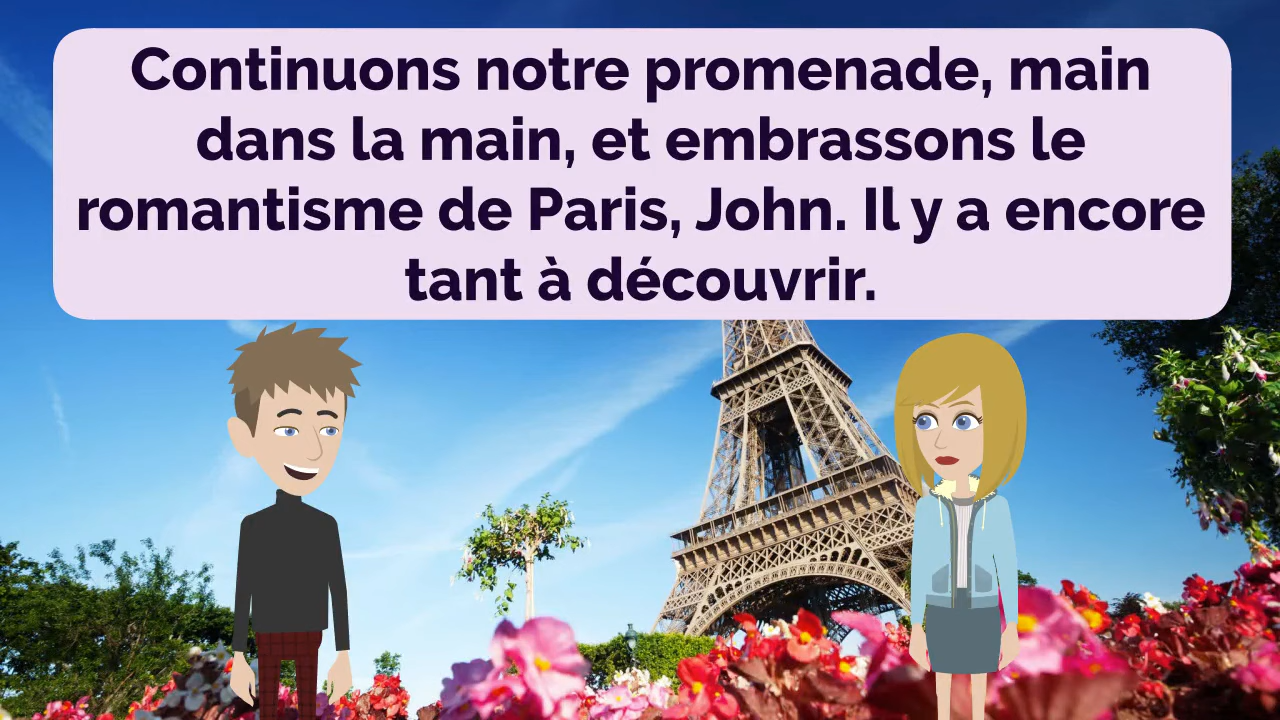 Continuons notre promenade, main
dans la main, et embrassons le
romantisme de Paris, John. Il y a encore
tant à découvrir.